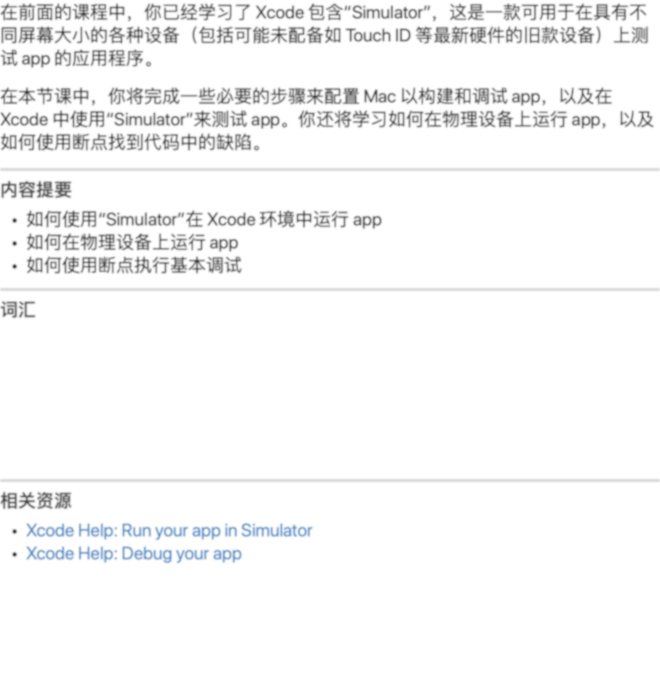 在前面的课程中，你已经学习了 Xcode 包含“Simulator”，这是一款可用于在具有不
同屏幕大小的各种设备（包括可能未配备如 Touch ID 等最新硬件的旧款设备）上测
试 app 的应用程序。
在本节课中，你将完成一些必要的步骤来配置 Mac 以构建和调试 app，以及在
Xcode 中使用“Simulator”来测试 app。你还将学习如何在物理设备上运行 app，以及
如何使用断点找到代码中的缺陷。
内容提要
• 如何使用“Simulator”在 Xcode 环境中运行 app
• 如何在物理设备上运行 app
• 如何使用断点执行基本调试
词汇
相关资源
• Xcode Help: Run your app in Simulator
• Xcode Help: Debug your app